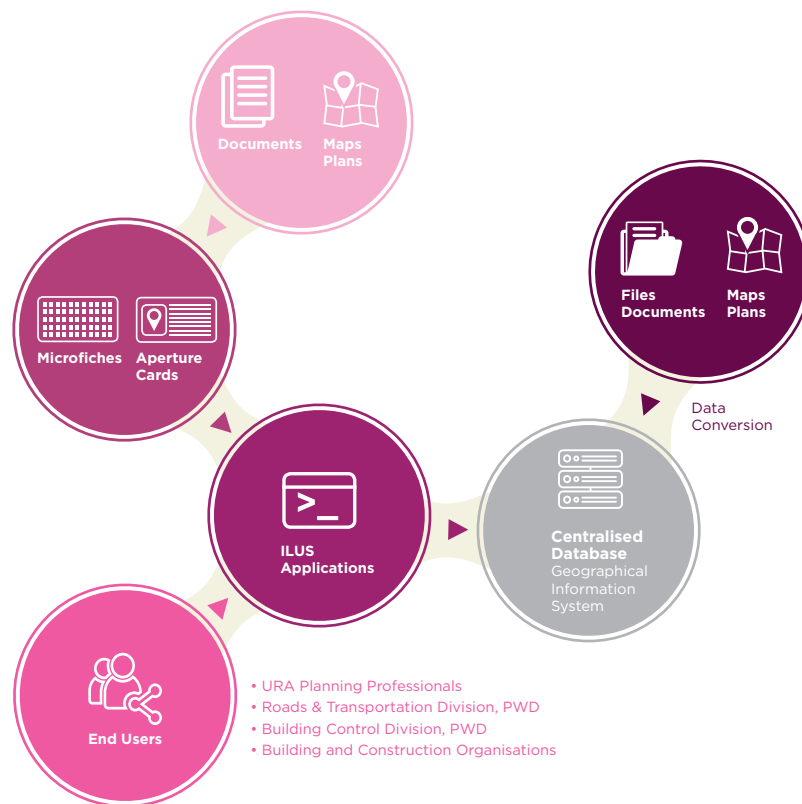 Documents
Maps
Plans
Files
Documents
Maps
Plans
Microfiches
Aperture
Cards
Data
Conversion
>_
ILUS
Applications
Centralised
Database
Geographical
Information
System
End Users
• URA Planning Professionals
• Roads & Transportation Division, PWD
• Building Control Division, PWD
• Building and Construction Organisations